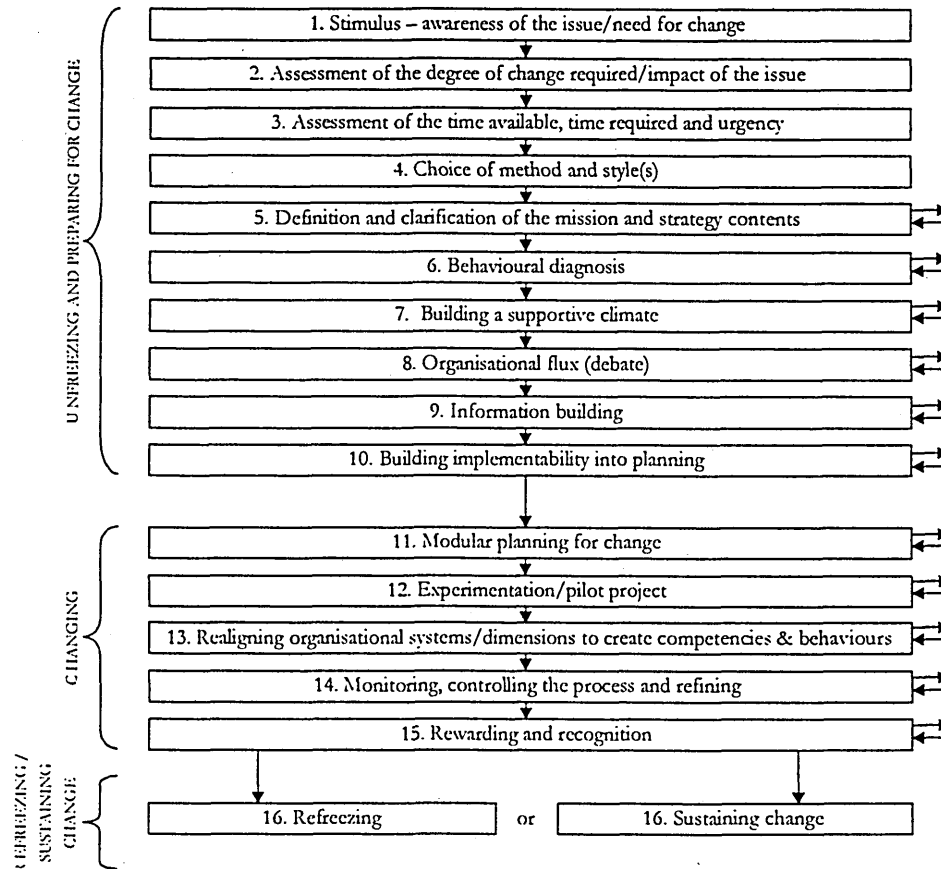 1. Stimulus – awareness of the issue/need for change
2. Assessment of the degree of change required/impact of the issue
3. Assessment of the time available, time required and urgency
4. Choice of method and style(s)
5. Definition and clarification of the mission and strategy contents
6. Behavioural diagnosis
7. Building a supportive climate
8. Organisational flux (debate)
9. Information building
10. Building implementability into planning
UNFREEZING AND PREPARING FOR CHANGE
11. Modular planning for change
12. Experimentation/pilot project
13. Realigning organisational systems/dimensions to create competencies & behaviours
14. Monitoring, controlling the process and refining
15. Rewarding and recognition
CHANGING
16. Refreezing or 16. Sustaining change
REFREEZING /
SUSTAINING
CHANGE